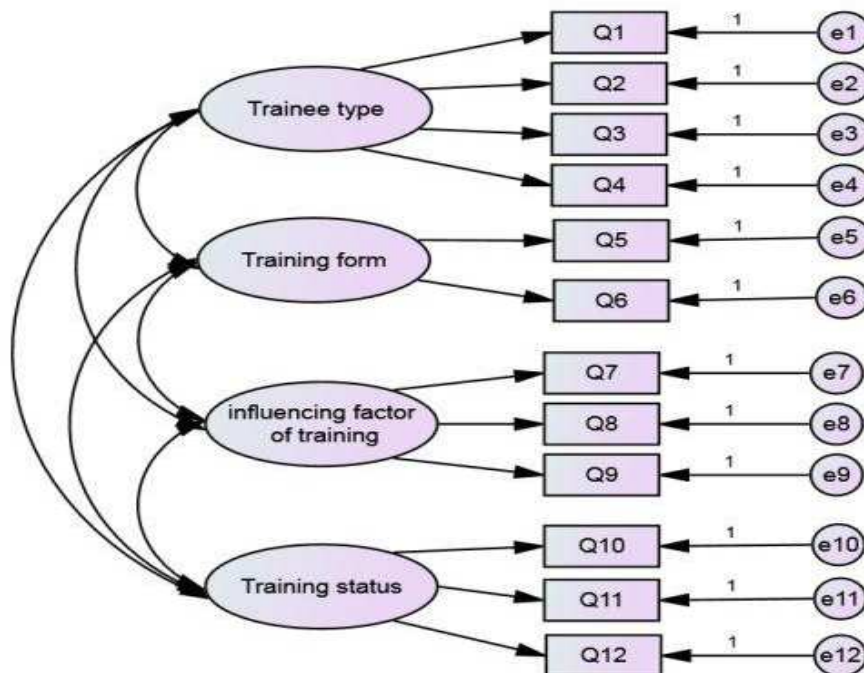 Q1
1
e1
Q2
1
e2
Trainee type
Q3
1
e3
Q4
1
e4
Q5
1
e5
Training form
Q6
1
e6
Q7
1
e7
influencing factor
of training
Q8
1
e8
Q9
1
e9
Q10
1
e10
Training status
Q11
1
e11
Q12
1
e12